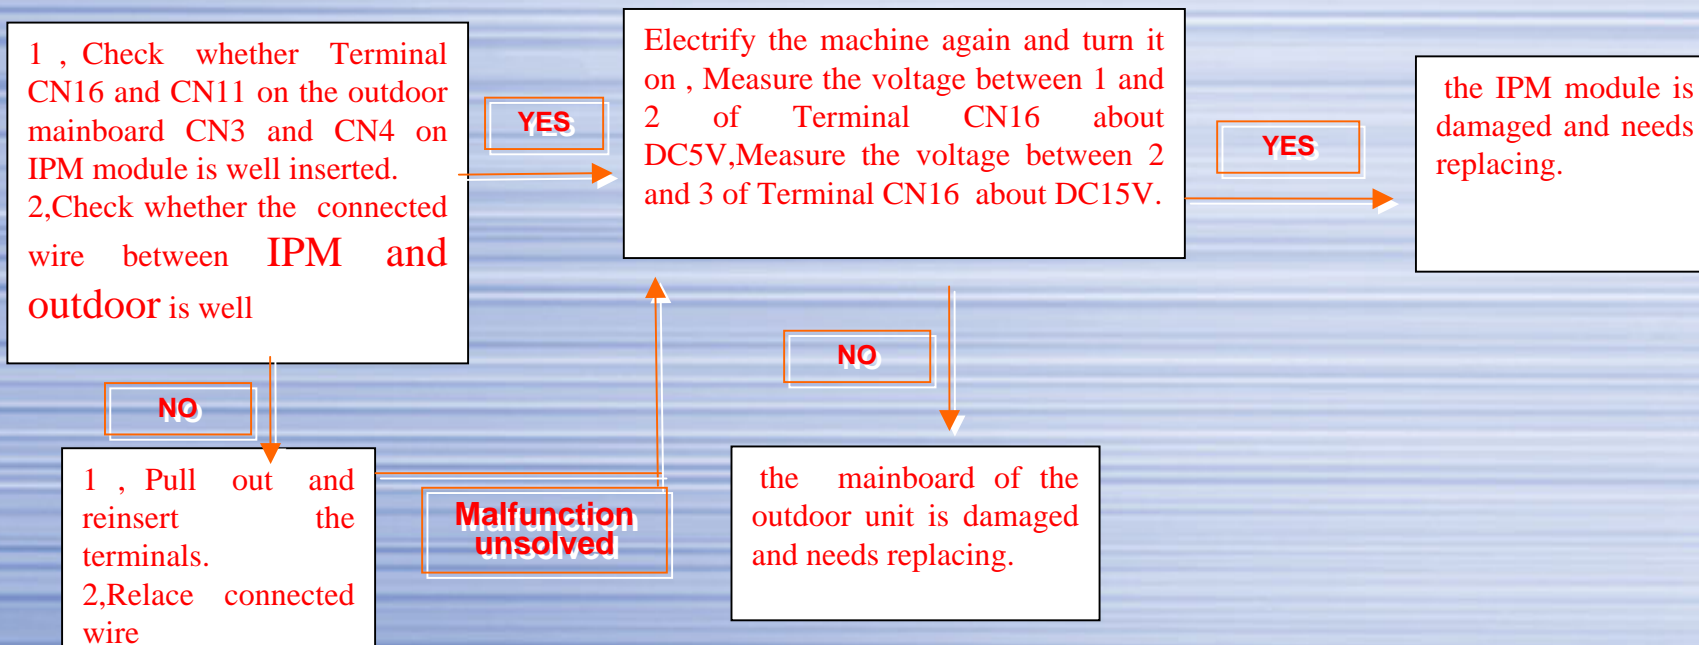 1 , Check whether Terminal
CN16 and CN11 on the outdoor
mainboard CN3 and CN4 on
IPM module is well inserted.
2,Check whether the connected
wire between IPM and
outdoor is well
YES
Electrify the machine again and turn it
on , Measure the voltage between 1 and
2 of Terminal CN16 about
DC5V,Measure the voltage between 2
and 3 of Terminal CN16 about DC15V.
YES
the IPM module is
damaged and needs
replacing.
NO
NO
1 , Pull out and
reinsert the
terminals.
2,Relace connected
wire
Malfunction
unsolved
the mainboard of the
outdoor unit is damaged
and needs replacing.